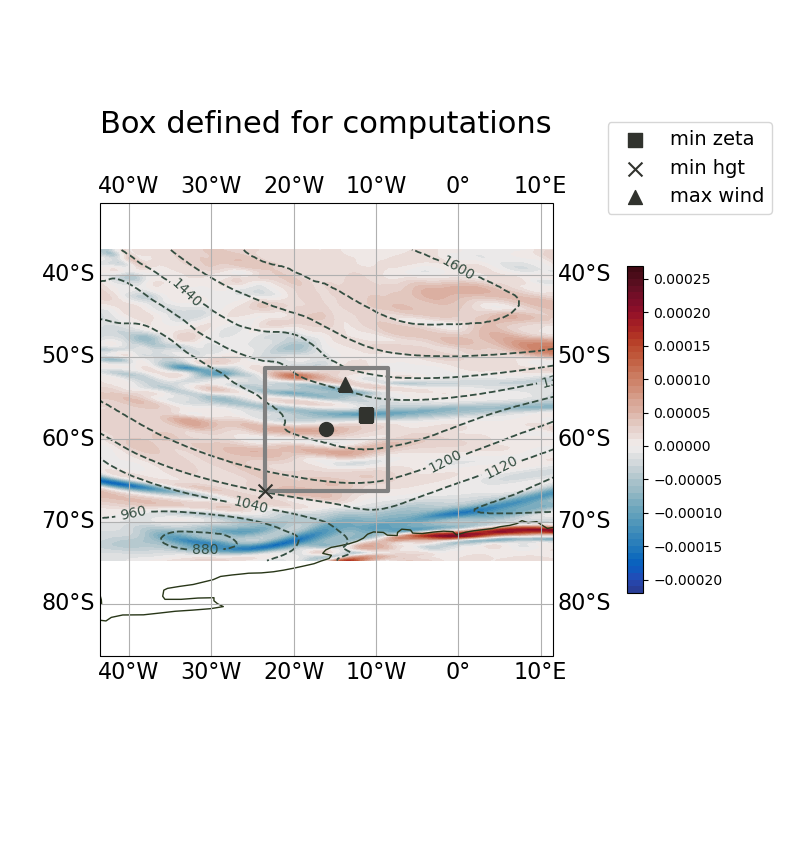 Box defined for computations
min zeta
min hgt
max wind
40°W 30°W 20°W 10°W 0° 10°E
40°S 40°S
50°S 50°S
60°S 60°S
70°S 70°S
80°S 80°S
1600
1440
1200
1120
1040
960
880
0.00025
0.00020
0.00015
0.00010
0.00005
0.00000
−0.00005
−0.00010
−0.00015
−0.00020
40°W 30°W 20°W 10°W 0° 10°E